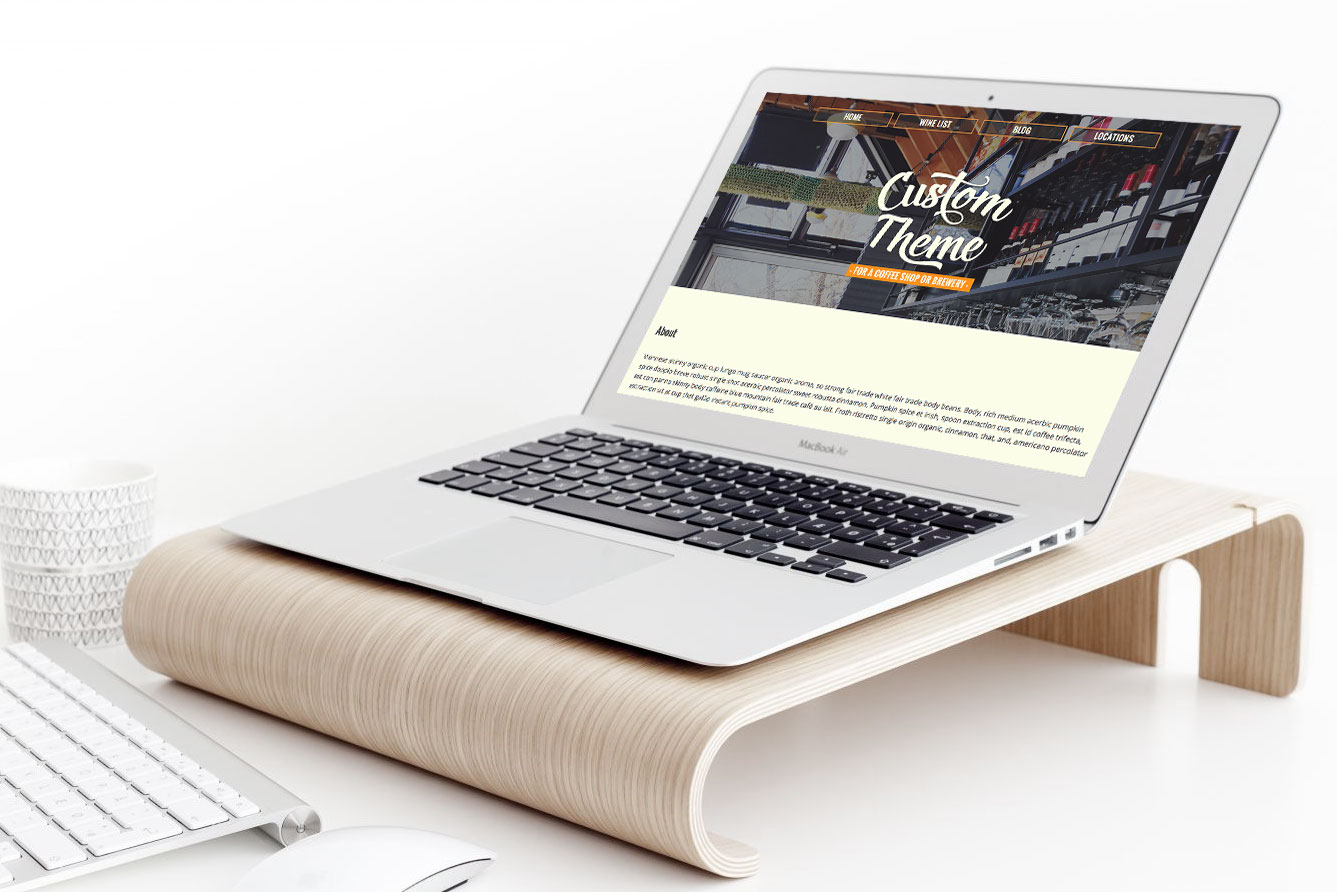 HOME
WINE LIST
BLOG
LOCATIONS
Custom
Theme
- FOR A COFFEE SHOP OR BREWERY -
About
Viennese skinny organic cup lungo mug saucer organic aroma, so strong fair trade white fair trade body beans. Body, rich medium acerbic pumpkin
spice doppio breve robust single shot acerbic percolator sweet robusta cinnamon. Pumpkin spice et irish, spoon extraction cup, est id coffee trifecta,
est con panna skinny body caffeine blue mountain fair trade café au lait. Froth ristretto single origin organic, cinnamon, that, and, americano percolator
extraction sit at cup that galão instant pumpkin spice.
MacBook Air